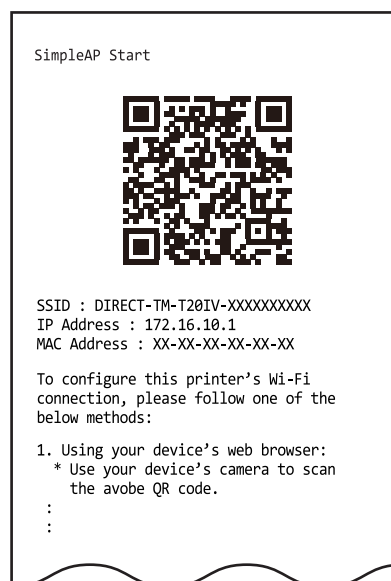 SimpleAP Start
SSID : DIRECT-TM-T20IV-XXXXXXXXXX
IP Address : 172.16.10.1
MAC Address : XX-XX-XX-XX-XX-XX
To configure this printer's Wi-Fi
connection, please follow one of the
below methods:
1. Using your device's web browser:
* Use your device's camera to scan
the avobe QR code.
:
: